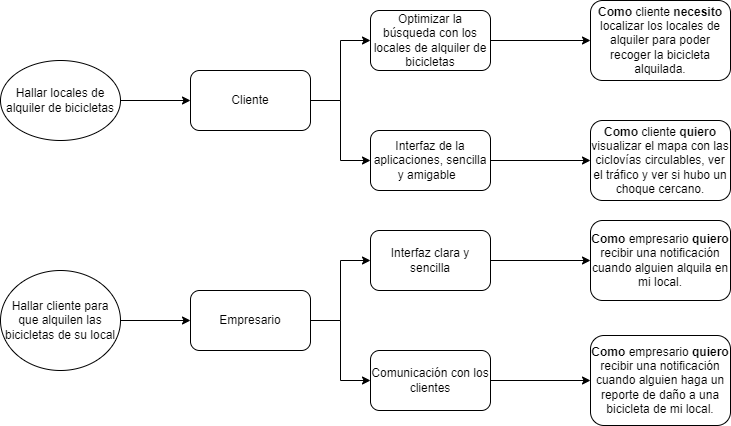 Hallar locales de
alquiler de bicicletas
Cliente
Optimizar la
búsqueda con los
locales de alquiler de
bicicletas
Como cliente necesito
localizar los locales de
alquiler para poder
recoger la bicicleta
alquilada.
Interfaz de la
aplicaciones, sencilla
y amigable
Como cliente quiero
visualizar el mapa con las
ciclovías circulables, ver
el tráfico y ver si hubo un
choque cercano.
Hallar cliente para
que alquilen las
bicicletas de su local
Empresario
Interfaz clara y
sencilla
Como empresario quiero
recibir una notificación
cuando alguien alquila en
mi local.
Comunicación con los
clientes
Como empresario quiero
recibir una notificación
cuando alguien haga un
reporte de daño a una
bicicleta de mi local.